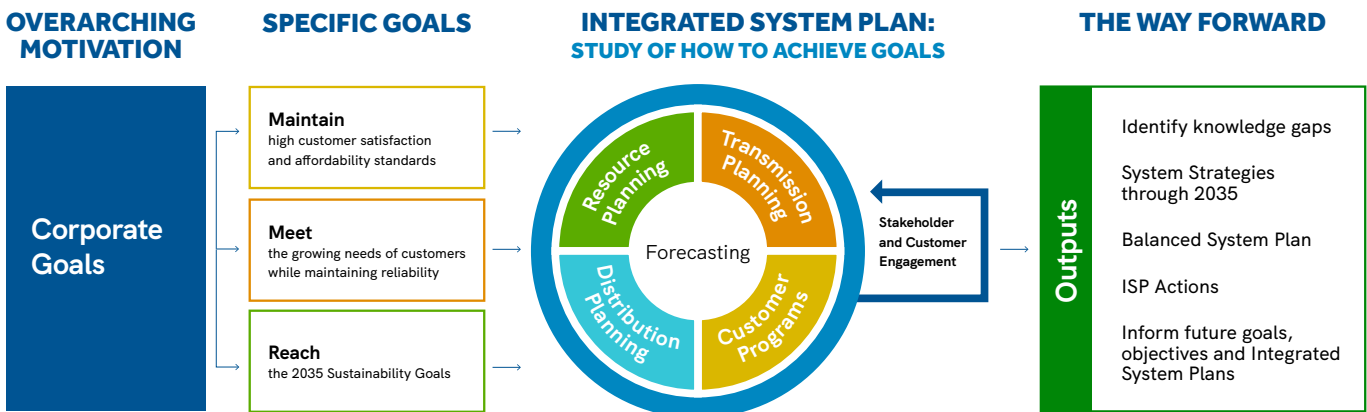 OVERARCHING
MOTIVATION
Corporate
Goals
SPECIFIC GOALS
Maintain
high customer satisfaction
and affordability standards
Meet
the growing needs of customers
while maintaining reliability
Reach
the 2035 Sustainability Goals
INTEGRATED SYSTEM PLAN:
STUDY OF HOW TO ACHIEVE GOALS
Resource
Planning
Transmission
Planning
Forecasting
Distribution
Planning
Customer
Programs
Stakeholder
and Customer
Engagement
THE WAY FORWARD
Outputs
Identify knowledge gaps
System Strategies
through 2035
Balanced System Plan
ISP Actions
Inform future goals,
objectives and Integrated
System Plans